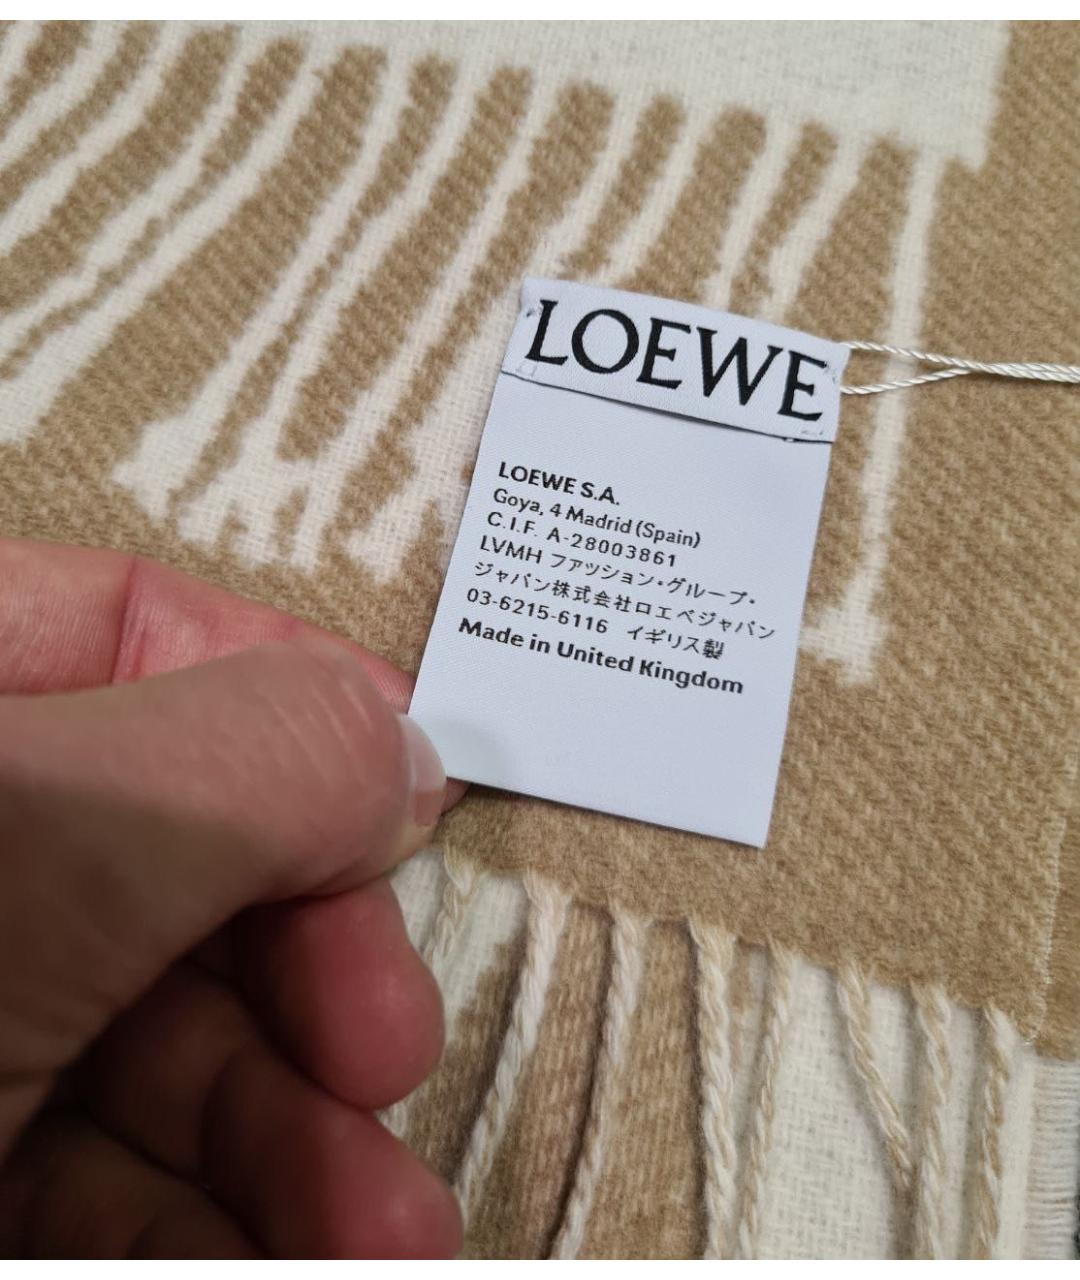 LOEWE
LOEWE S.A.
Goya, 4 Madrid (Spain)
C.I.F. A-28003861
LVMH ファッション・グループ・
ジャパン株式会社ロエベジャパン
03-6215-6116 イギリス製
Made in United Kingdom